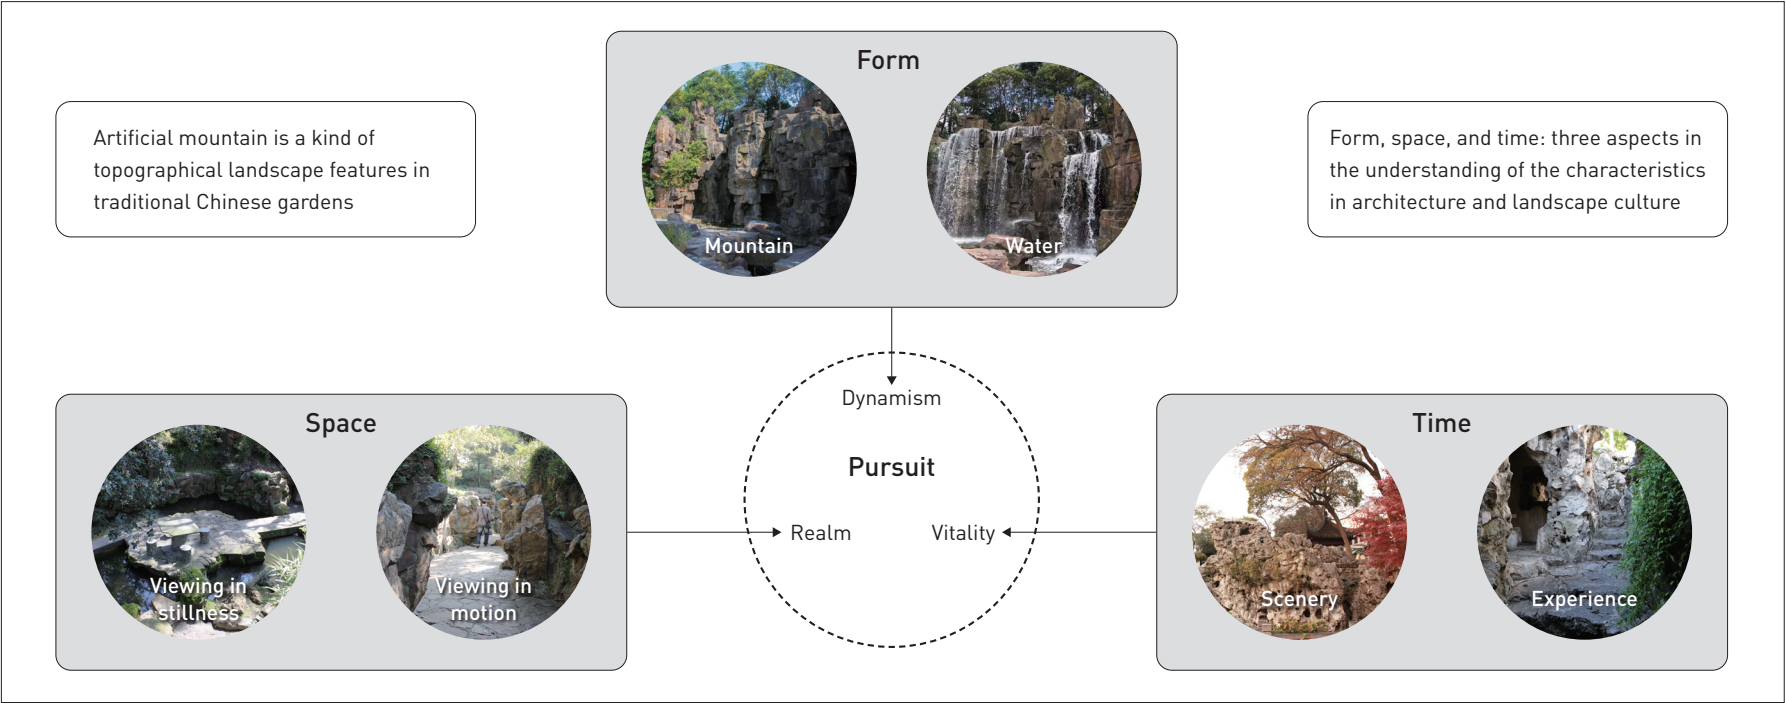 Form
Artificial mountain is a kind of
topographical landscape features in
traditional Chinese gardens
Form, space, and time: three aspects in
the understanding of the characteristics
in architecture and landscape culture
Mountain
Water
Dynamism
Space
Time
Pursuit
Realm
Vitality
Viewing in
stillness
Viewing in
motion
Scenery
Experience